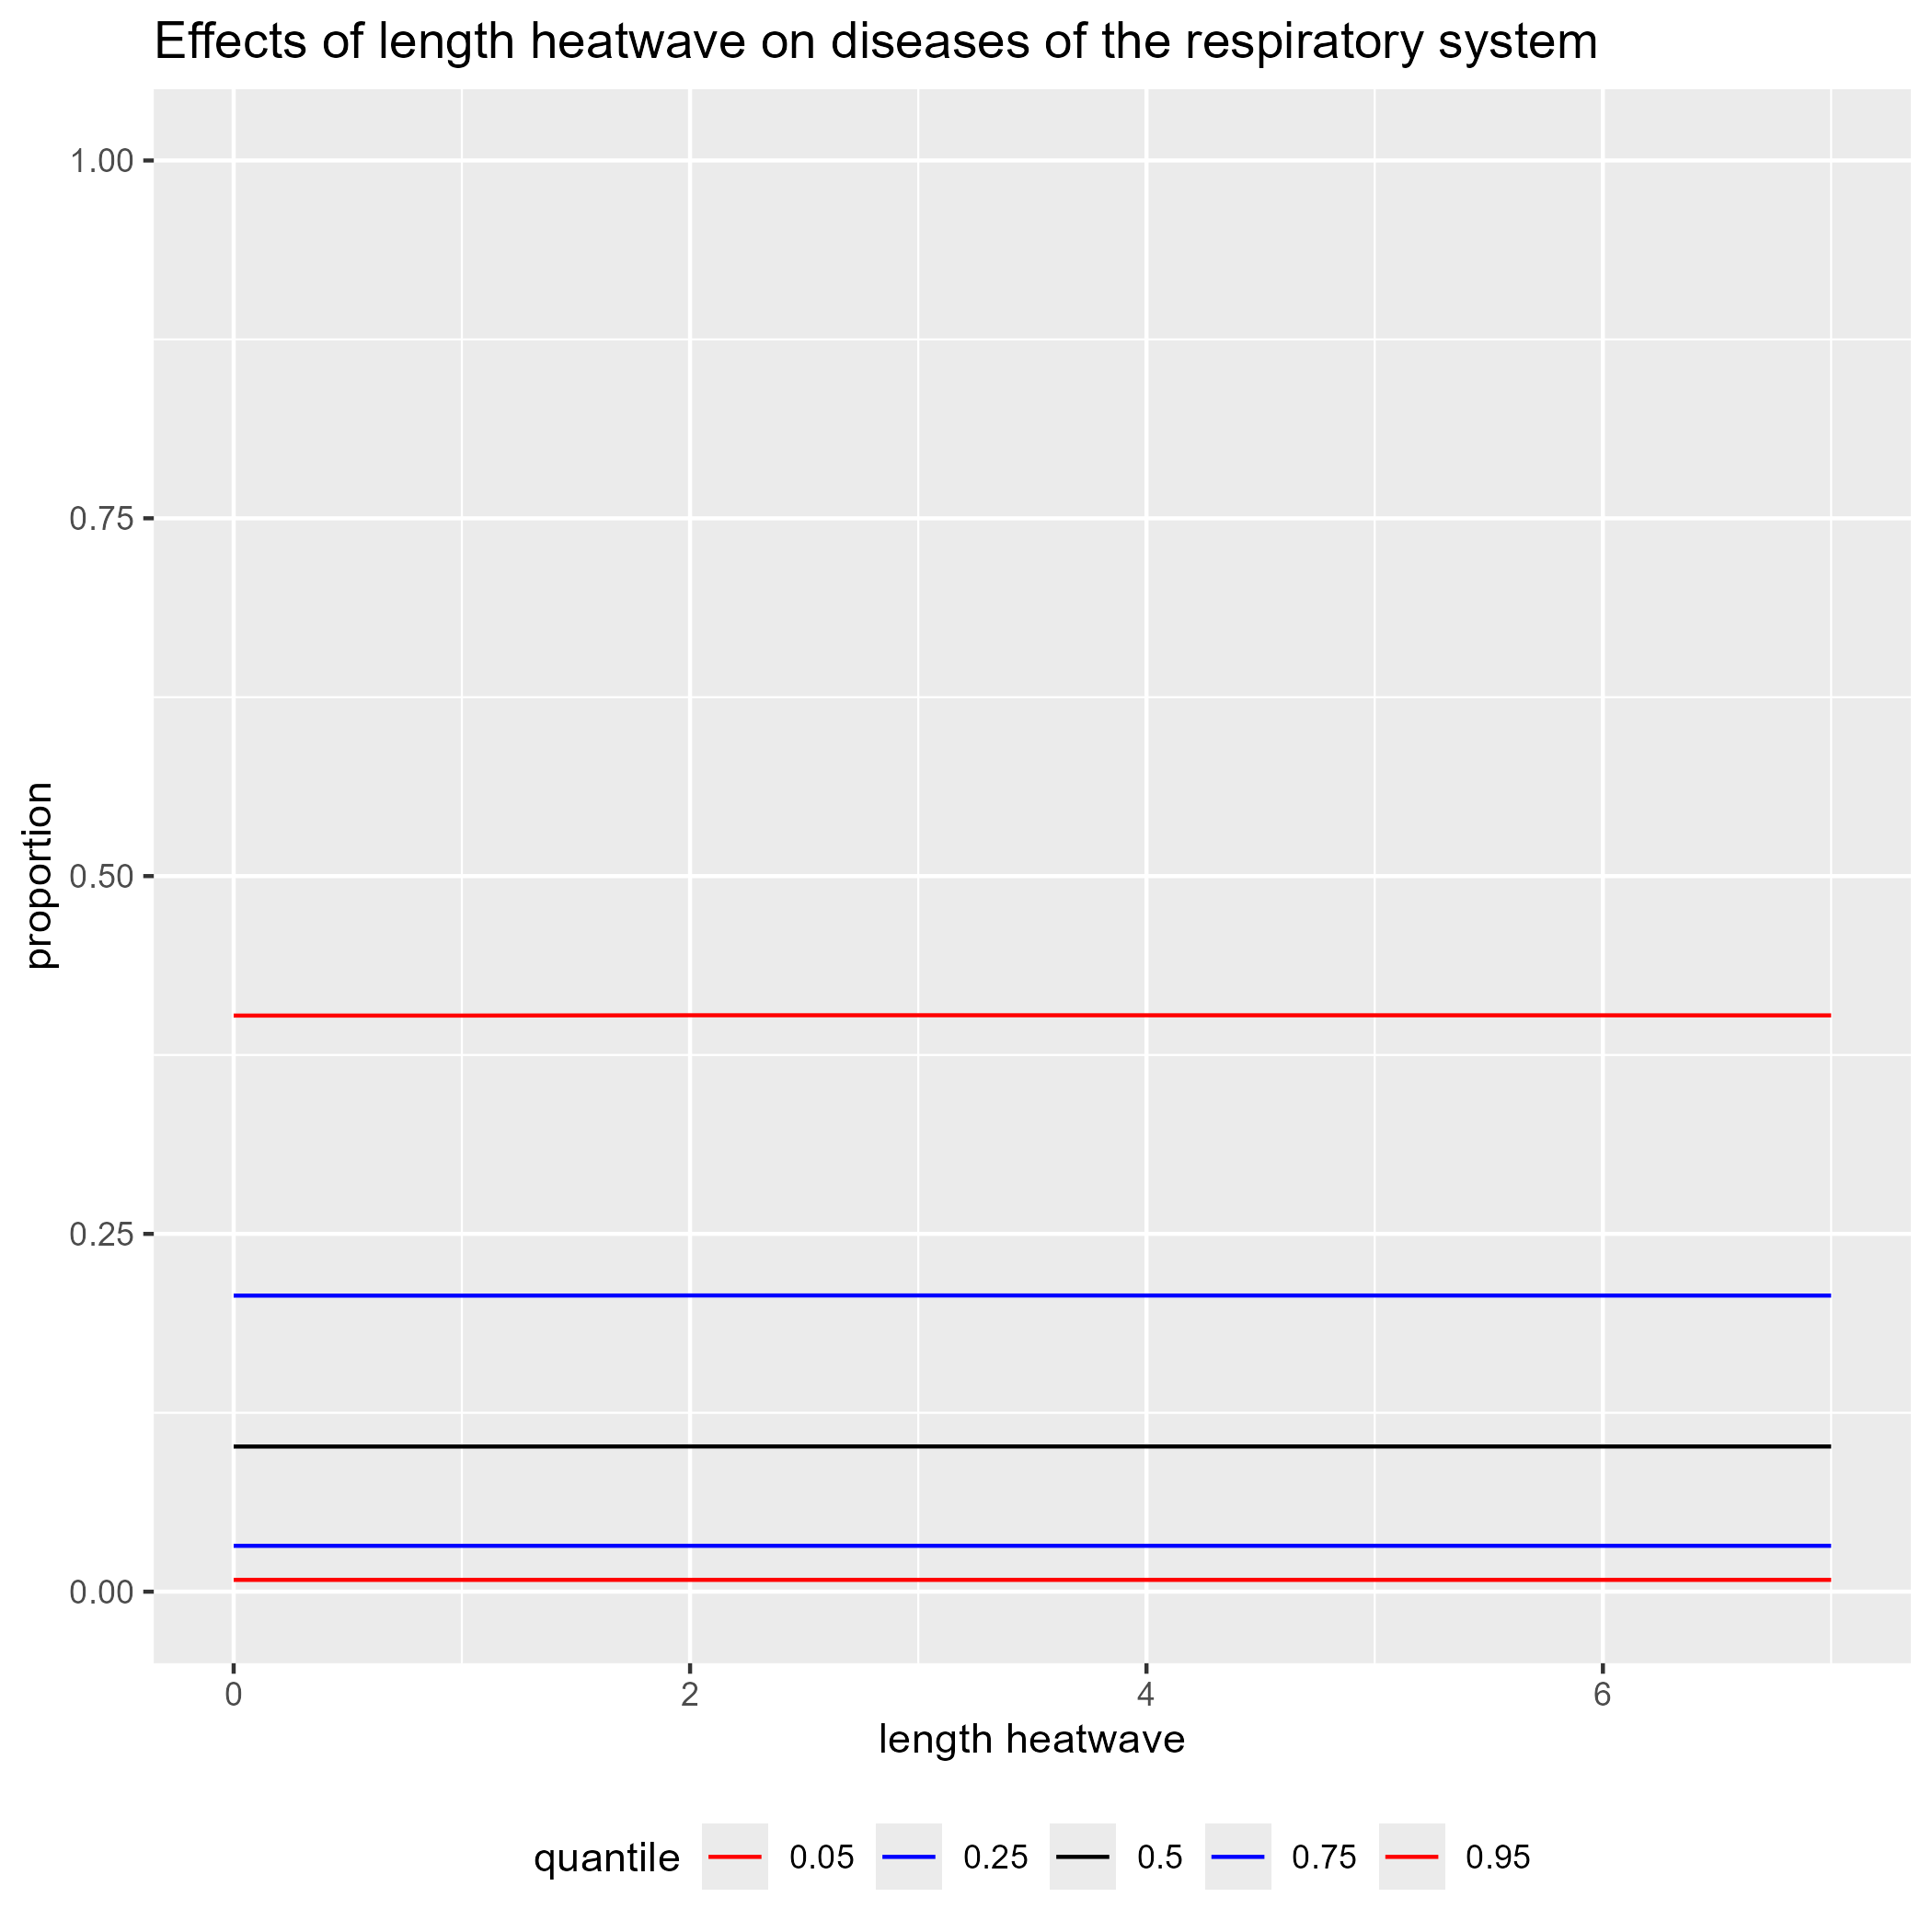 Effects of length heatwave on diseases of the respiratory system
proportion
1.00
0.75
0.50
0.25
0.00
0 2 4 6
length heatwave
quantile 0.05 0.25 0.5 0.75 0.95